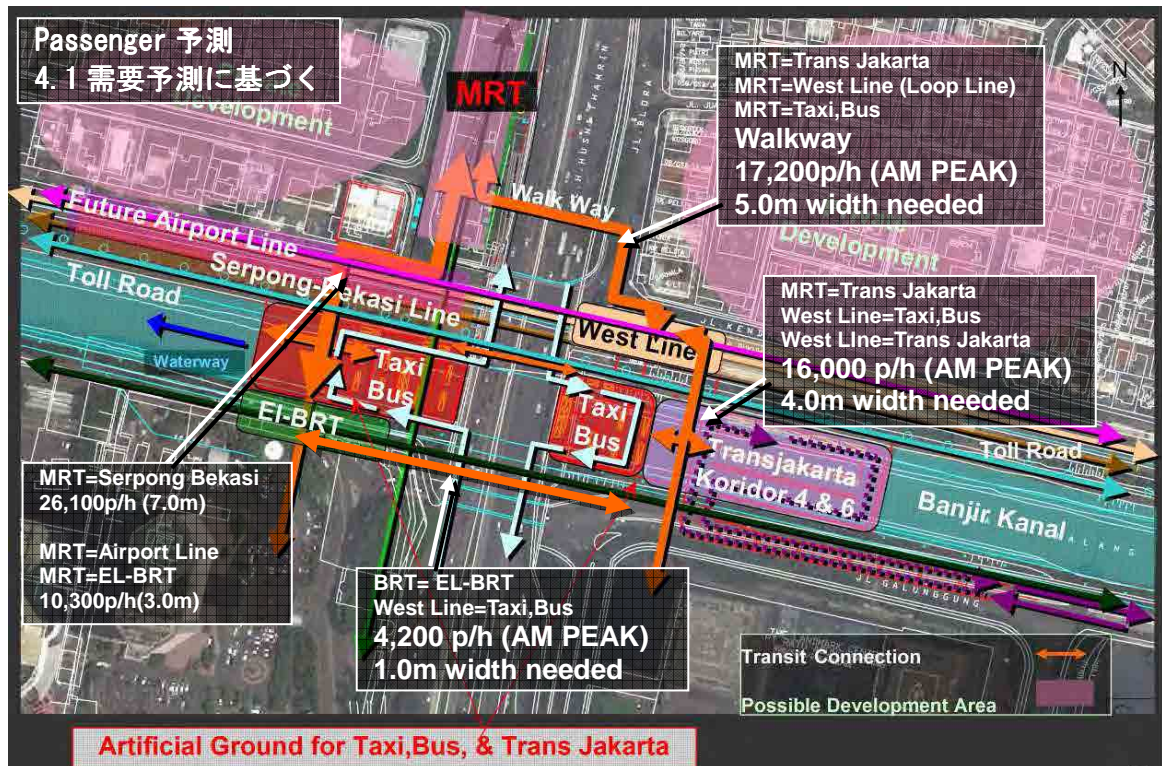 Passenger 予測
4.1 需要予測に基づく
MRT
Development
MRT=Trans Jakarta
MRT=West Line (Loop Line)
MRT=Taxi,Bus
Walkway
17,200p/h (AM PEAK)
5.0m width needed
N
Walk Way
Development
Future Airport Line
Serpong-Bekasi Line
Toll Road
Waterway
West Line
Taxi
Bus
Taxi
Bus
El-BRT
MRT=Trans Jakarta
West Line=Taxi,Bus
West LIne=Trans Jakarta
16,000 p/h (AM PEAK)
4.0m width needed
Transjakarta
Koridor 4 & 6
Toll Road
Banjir Kanal
JL GALUNGGUNG
MRT=Serpong Bekasi
26,100p/h (7.0m)
MRT=Airport Line
MRT=EL-BRT
10,300p/h(3.0m)
BRT= EL-BRT
West Line=Taxi,Bus
4,200 p/h (AM PEAK)
1.0m width needed
Transit Connection
Possible Development Area
Artificial Ground for Taxi,Bus, & Trans Jakarta